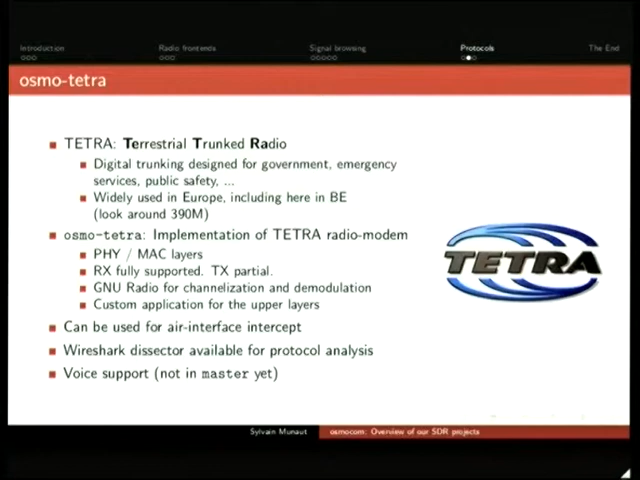 Introduction
Radio frontends
Signal browsing
Protocols
The End
osmo-tetra
TETRA: Terrestrial Trunked Radio
Digital trunking designed for government, emergency
services, public safety, ...
Widely used in Europe, including here in BE
(look around 390M)
osmo-tetra: Implementation of TETRA radio-modem
PHY / MAC layers
RX fully supported. TX partial.
GNU Radio for channelization and demodulation
Custom application for the upper layers
Can be used for air-interface intercept
Wireshark dissector available for protocol analysis
Voice support (not in master yet)
TETRA
Sylvain Munaut
osmocom: Overview of our SDR projects